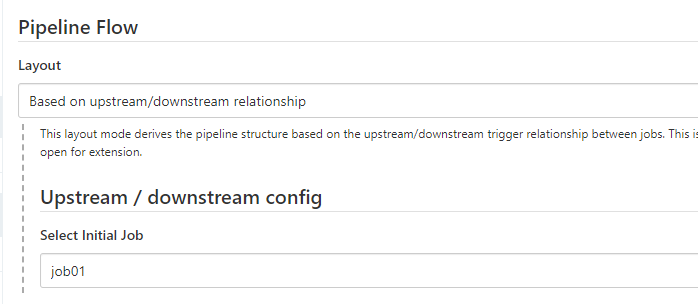 Pipeline Flow
Layout
Based on upstream/downstream relationship
This layout mode derives the pipeline structure based on the upstream/downstream trigger relationship between jobs. This is
open for extension.
Upstream / downstream config
Select Initial Job
job01